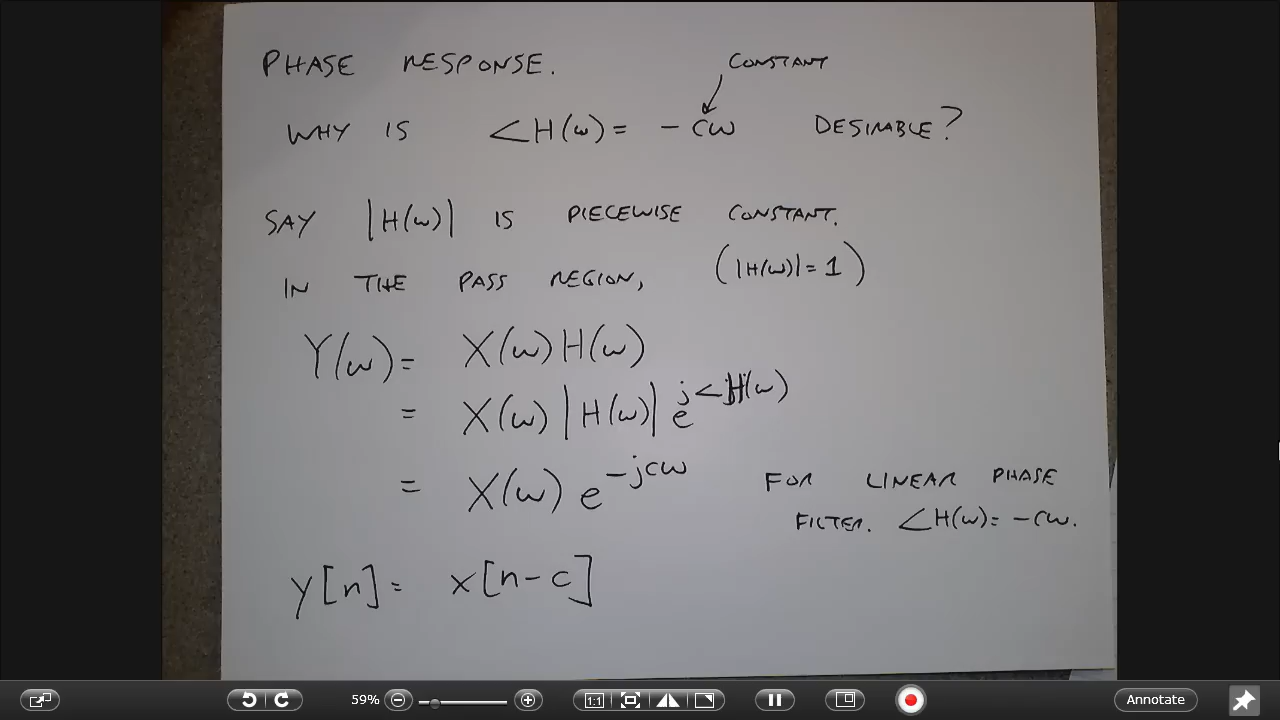 PHASE RESPONSE.
CONSTANT
WHY IS ∠H(ω) = -cω DESIRABLE?
SAY |H(ω)| IS PIECEWISE CONSTANT.
IN THE PASS REGION, (|H(ω)| = 1)
Y(ω) = X(ω)H(ω)
= X(ω)|H(ω)| e^{j∠H(ω)}
= X(ω) e^{-jcω}
FOR LINEAR PHASE
FILTER. ∠H(ω) = -cω.
y[n] = x[n-c]
59%
1:1
Annotate